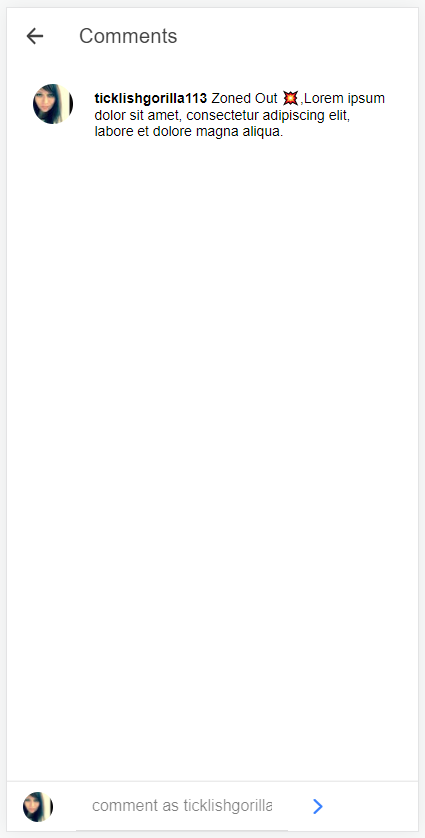 Comments
ticklishgorilla113 Zoned Out 💥,Lorem ipsum
dolor sit amet, consectetur adipiscing elit,
labore et dolore magna aliqua.
comment as ticklishgorilla